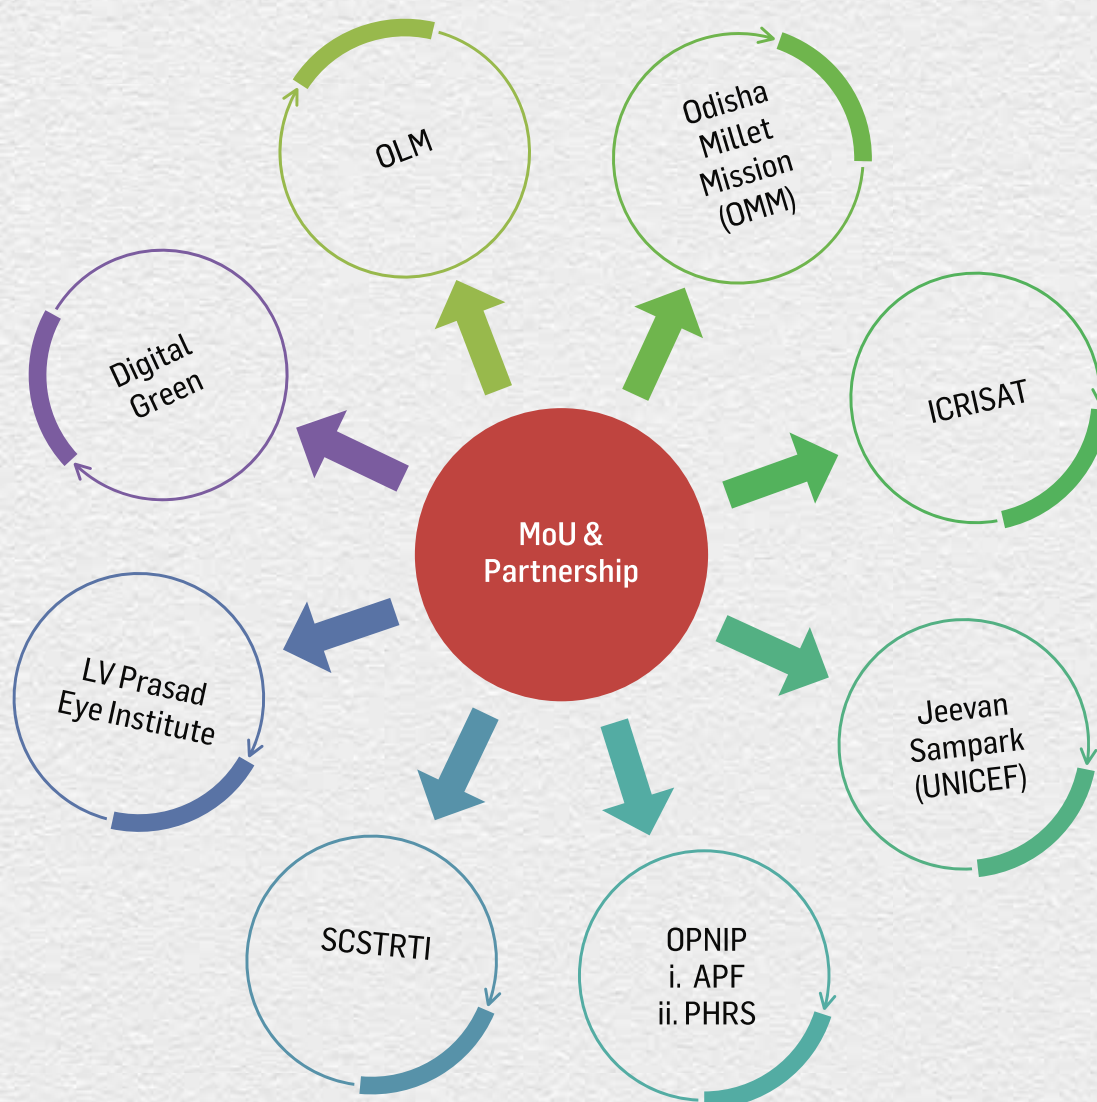 OLM
Odisha
Millet
Mission
(OMM)
Digital
Green
ICRISAT
MoU &
Partnership
LV Prasad
Eye Institute
Jeevan
Sampark
(UNICEF)
SCSTRTI
OPNIP
i. APF
ii. PHRS